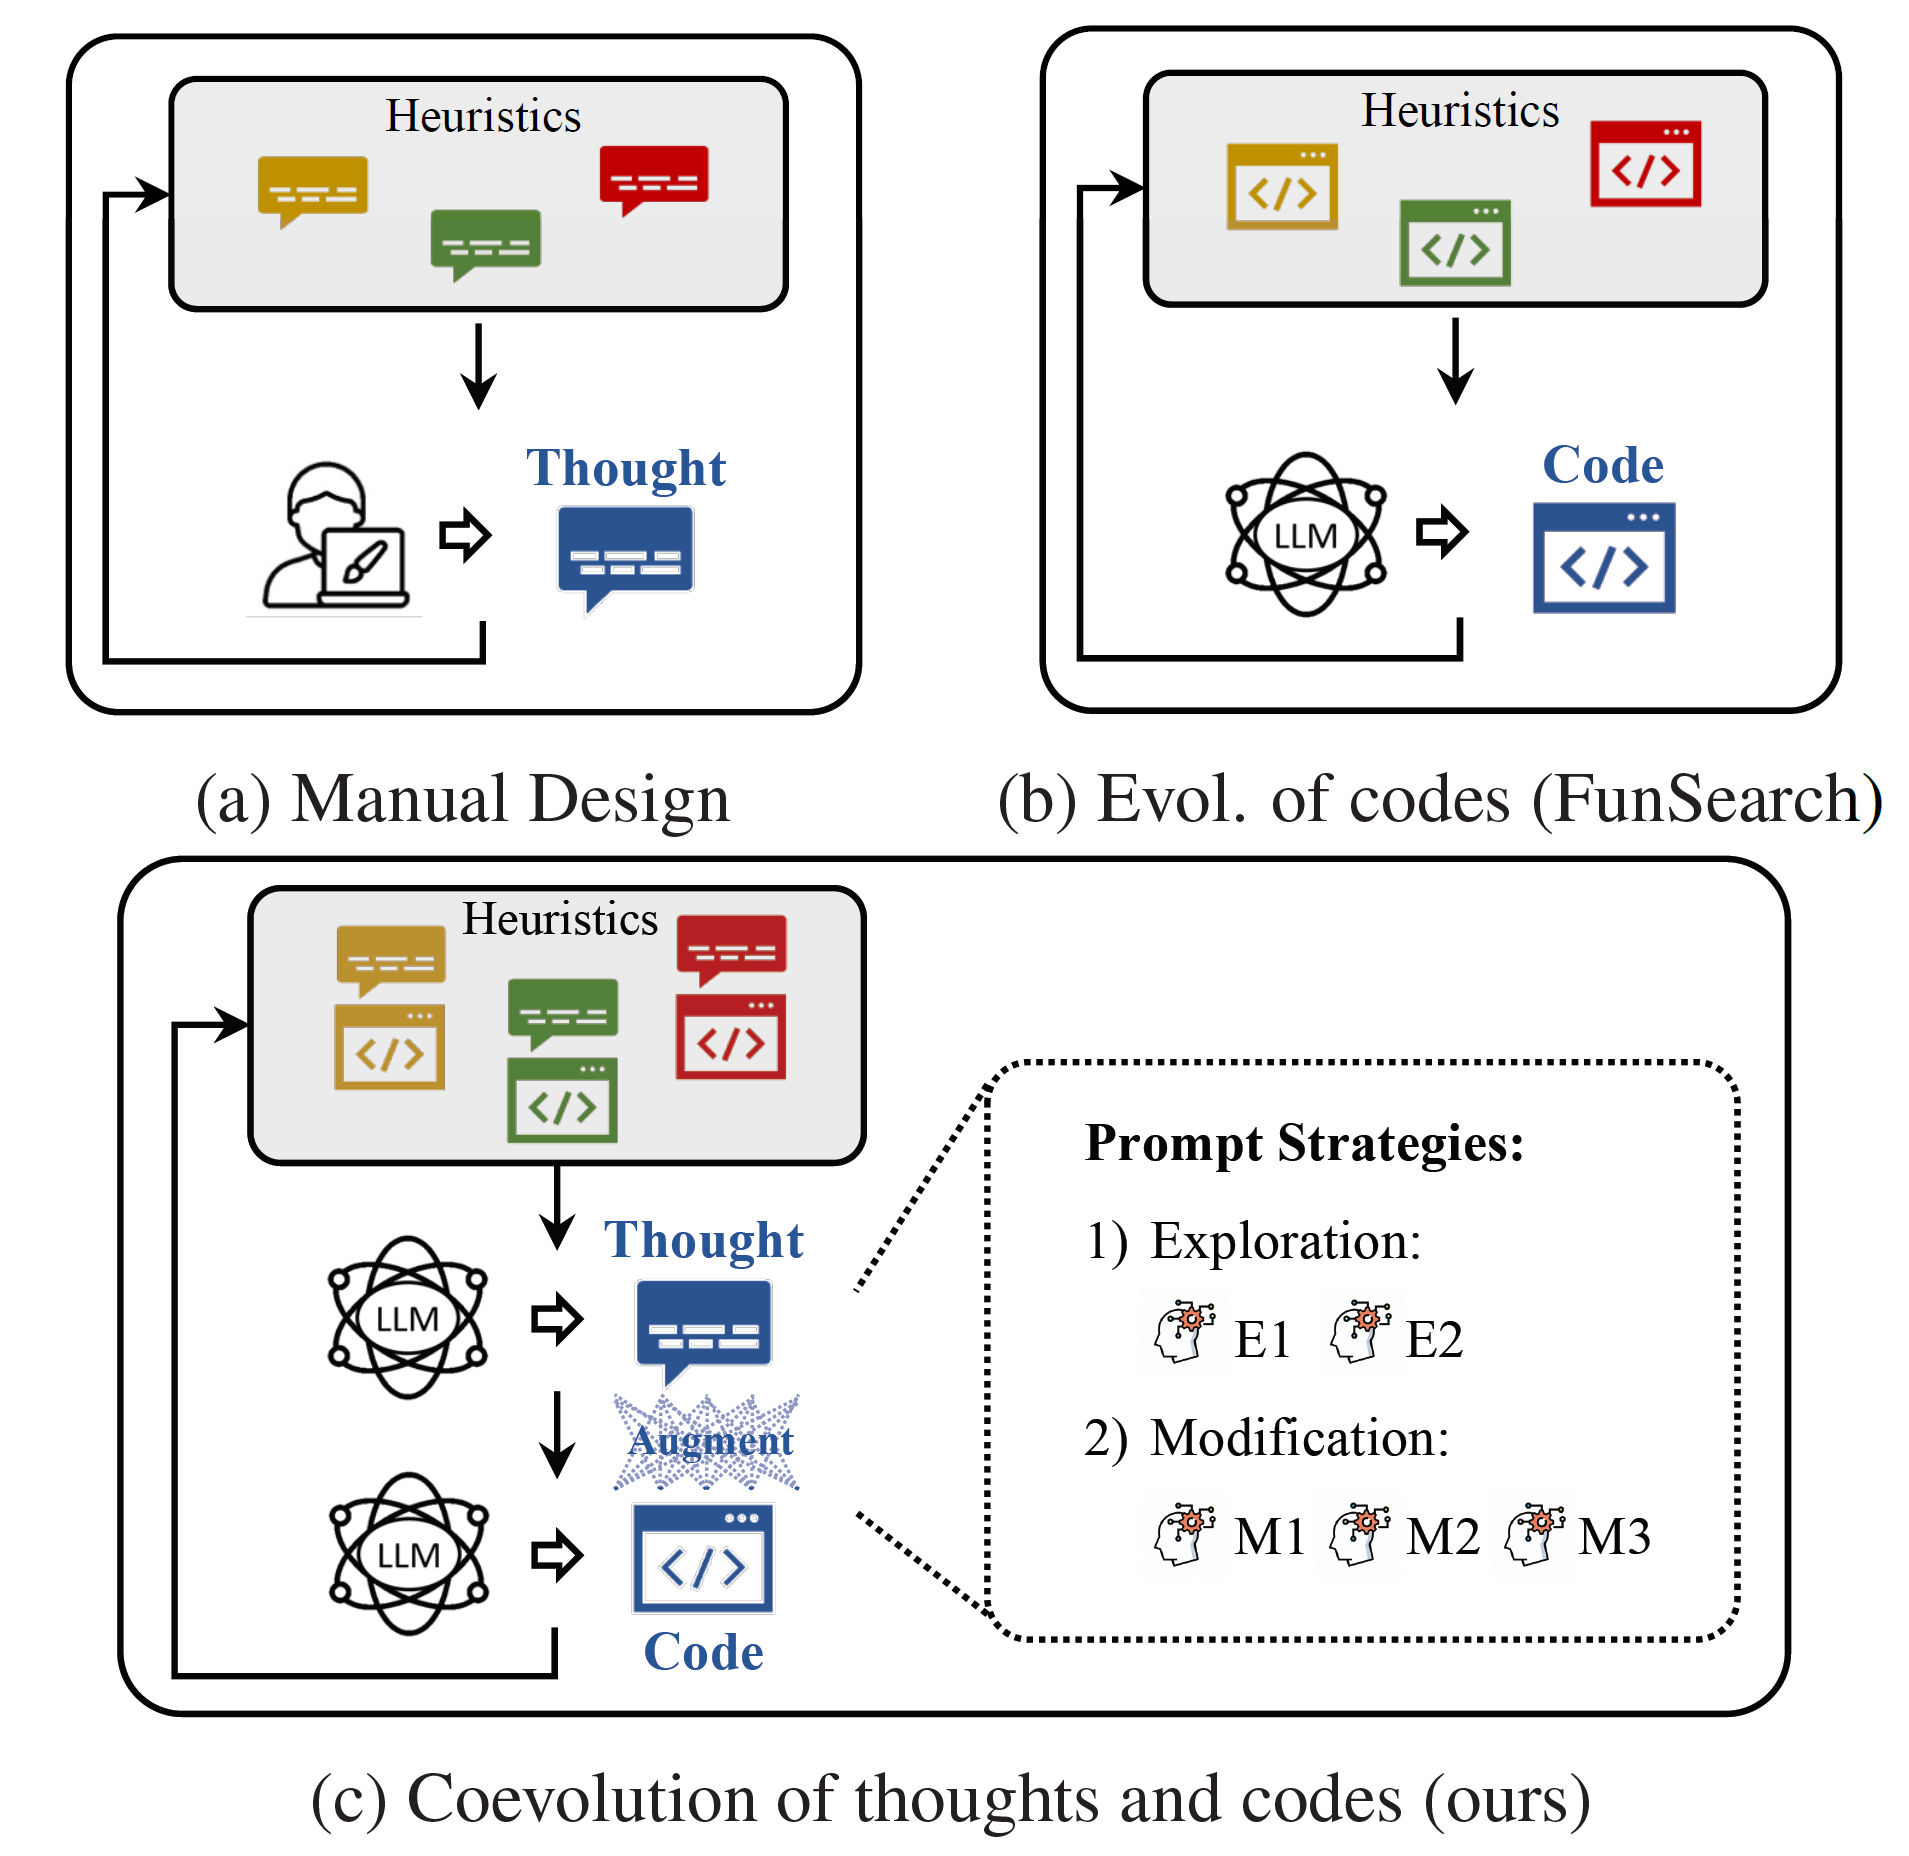 Heuristics
</>
</>
</>
Thought
(a) Manual Design
Heuristics
</>
</>
</>
Code
LLM
</>
(b) Evol. of codes (FunSearch)
Heuristics
</>
</>
</>
Thought
LLM
Augment
LLM
</>
Code
Prompt Strategies:
1) Exploration:
E1 E2
2) Modification:
M1 M2 M3
(c) Coevolution of thoughts and codes (ours)